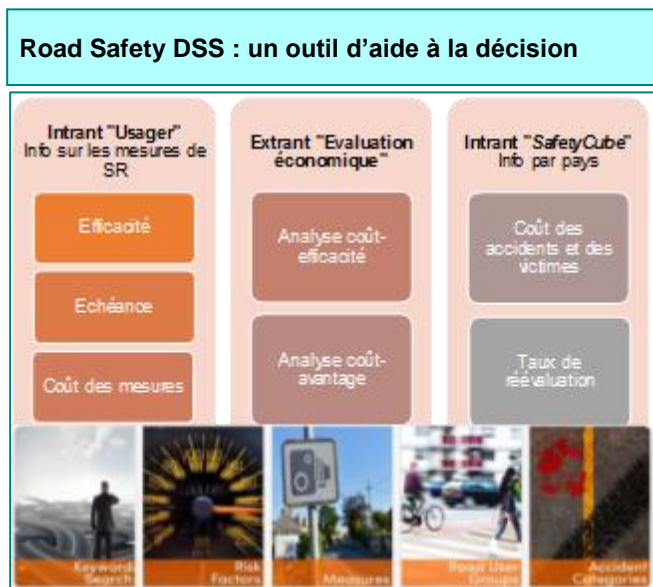 Road Safety DSS : un outil d’aide à la décision
Intrant "Usager"
Info sur les mesures de
SR
Efficacité
Echéance
Coût des mesures
Extrant "Evaluation
économique"
Analyse coût-
efficacité
Analyse coût-
avantage
Intrant "SafetyCube"
Info par pays
Coût des
accidents et des
victimes
Taux de
réévaluation
Keyword
Search
Risk
Factors
Measures
Road User
Groups
Accident
Categories